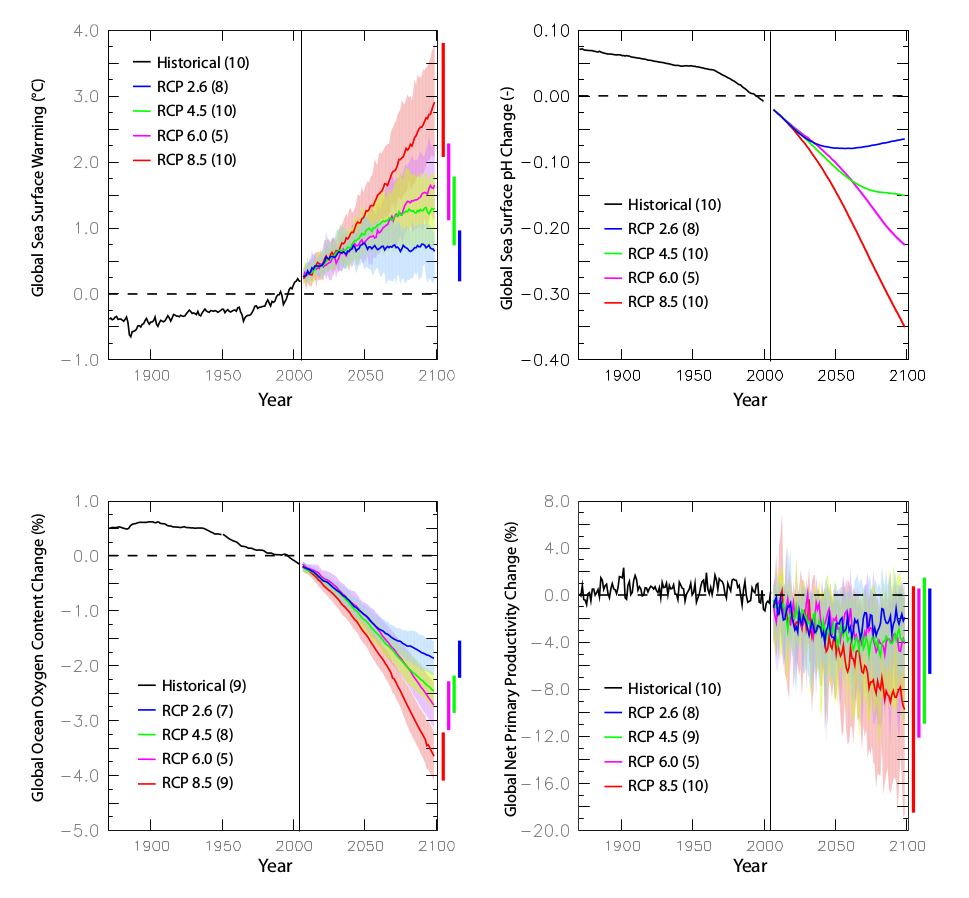 Global Sea Surface Warming (°C)
4.0
3.0
2.0
1.0
0.0
−1.0
Historical (10)
RCP 2.6 (8)
RCP 4.5 (10)
RCP 6.0 (5)
RCP 8.5 (10)
1900
1950
2000
2050
2100
Year
Global Sea Surface pH Change (-)
0.10
0.00
−0.10
−0.20
−0.30
−0.40
Historical (10)
RCP 2.6 (8)
RCP 4.5 (10)
RCP 6.0 (5)
RCP 8.5 (10)
1900
1950
2000
2050
2100
Year
Global Ocean Oxygen Content Change (%)
1.0
0.0
−1.0
−2.0
−3.0
−4.0
−5.0
Historical (9)
RCP 2.6 (7)
RCP 4.5 (8)
RCP 6.0 (5)
RCP 8.5 (9)
1900
1950
2000
2050
2100
Year
Global Net Primary Productivity Change (%)
8.0
4.0
0.0
−4.0
−8.0
−12.0
−16.0
−20.0
Historical (10)
RCP 2.6 (8)
RCP 4.5 (9)
RCP 6.0 (5)
RCP 8.5 (10)
1900
1950
2000
2050
2100
Year